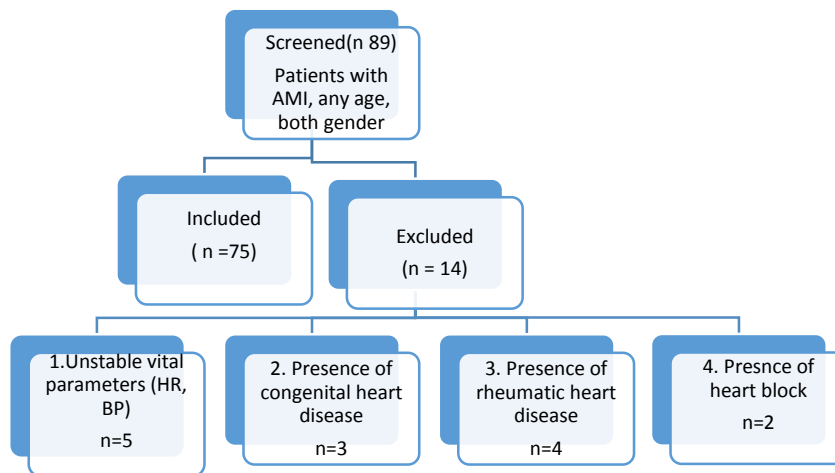 Screened(n 89)
Patients with
AMI, any age,
both gender
Included
( n =75)
Excluded
(n = 14)
1.Unstable vital
parameters (HR,
BP)
n=5
2. Presence of
congenital heart
disease
n=3
3. Presence of
rheumatic heart
disease
n=4
4. Presnce of
heart block
n=2